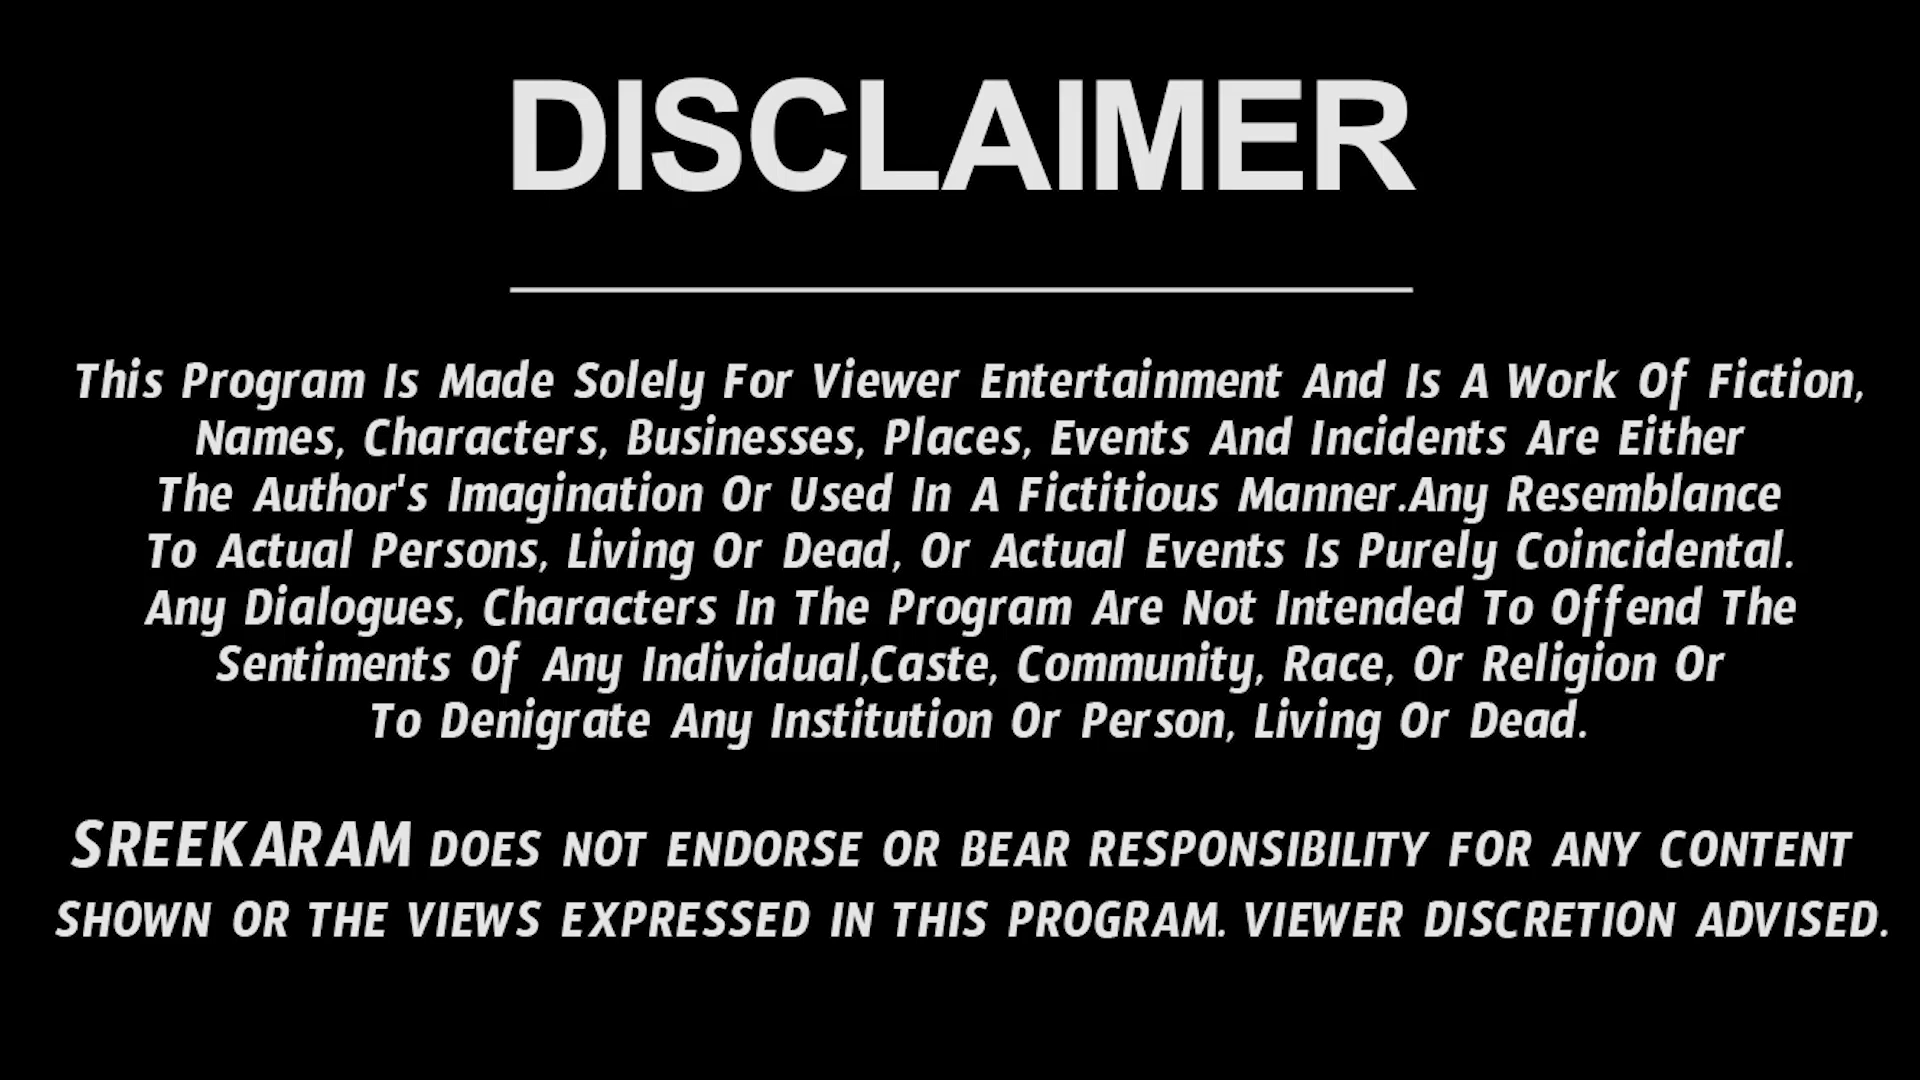 DISCLAIMER
This Program Is Made Solely For Viewer Entertainment And Is A Work Of Fiction,
Names, Characters, Businesses, Places, Events And Incidents Are Either
The Author's Imagination Or Used In A Fictitious Manner.Any Resemblance
To Actual Persons, Living Or Dead, Or Actual Events Is Purely Coincidental.
Any Dialogues, Characters In The Program Are Not Intended To Offend The
Sentiments Of Any Individual,Caste, Community, Race, Or Religion Or
To Denigrate Any Institution Or Person, Living Or Dead.
SREEKARAM DOES NOT ENDORSE OR BEAR RESPONSIBILITY FOR ANY CONTENT
SHOWN OR THE VIEWS EXPRESSED IN THIS PROGRAM. VIEWER DISCRETION ADVISED.